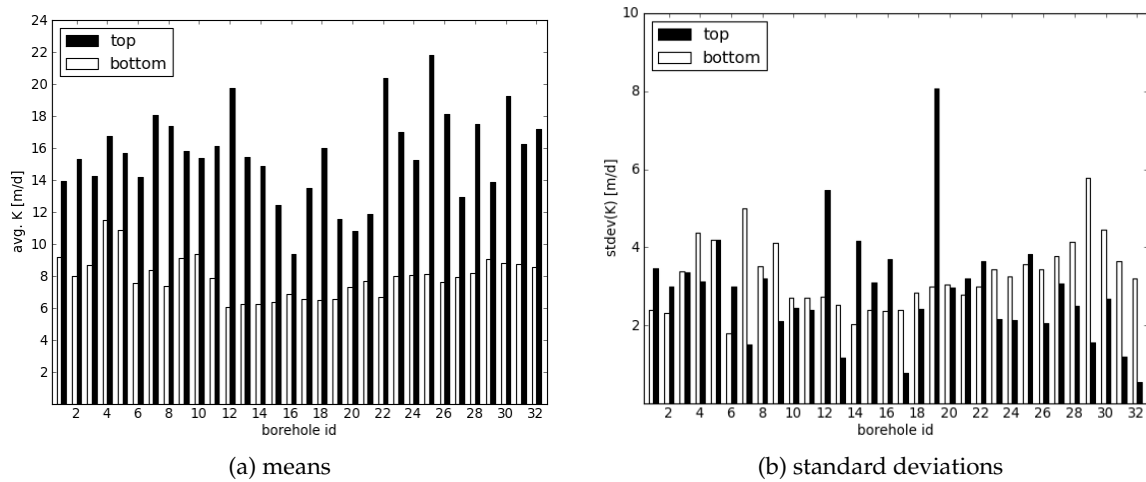 24
22
20
18
16
14
12
10
8
6
4
2
avg. K [m/d]
top
bottom
2 4 6 8 10 12 14 16 18 20 22 24 26 28 30 32
borehole id
(a) means
10
8
6
4
2
stdev(K) [m/d]
top
bottom
2 4 6 8 10 12 14 16 18 20 22 24 26 28 30 32
borehole id
(b) standard deviations